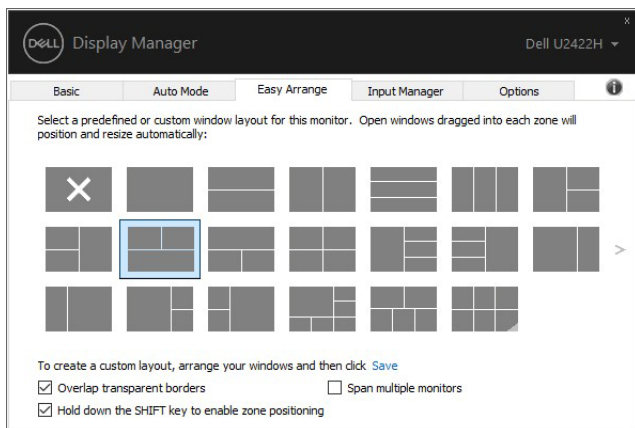 x
DELL Display Manager
Dell U2422H
Basic Auto Mode Easy Arrange Input Manager Options i
Select a predefined or custom window layout for this monitor. Open windows dragged into each zone will
position and resize automatically:
>
To create a custom layout, arrange your windows and then click Save
Overlap transparent borders Span multiple monitors
Hold down the SHIFT key to enable zone positioning